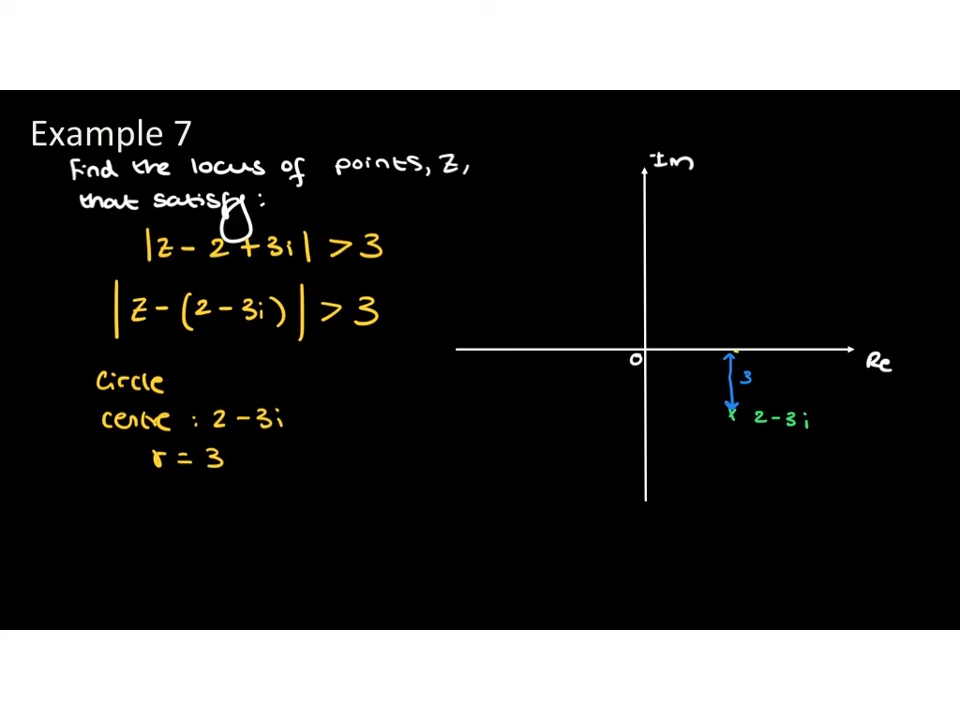 Example 7
Find the locus of points, Z,
that satisfy :
|z - 2 + 3i| > 3
|z - (2 - 3i)| > 3
Circle
centre : 2 - 3i
r = 3
Im
0
Re
3
2 - 3i